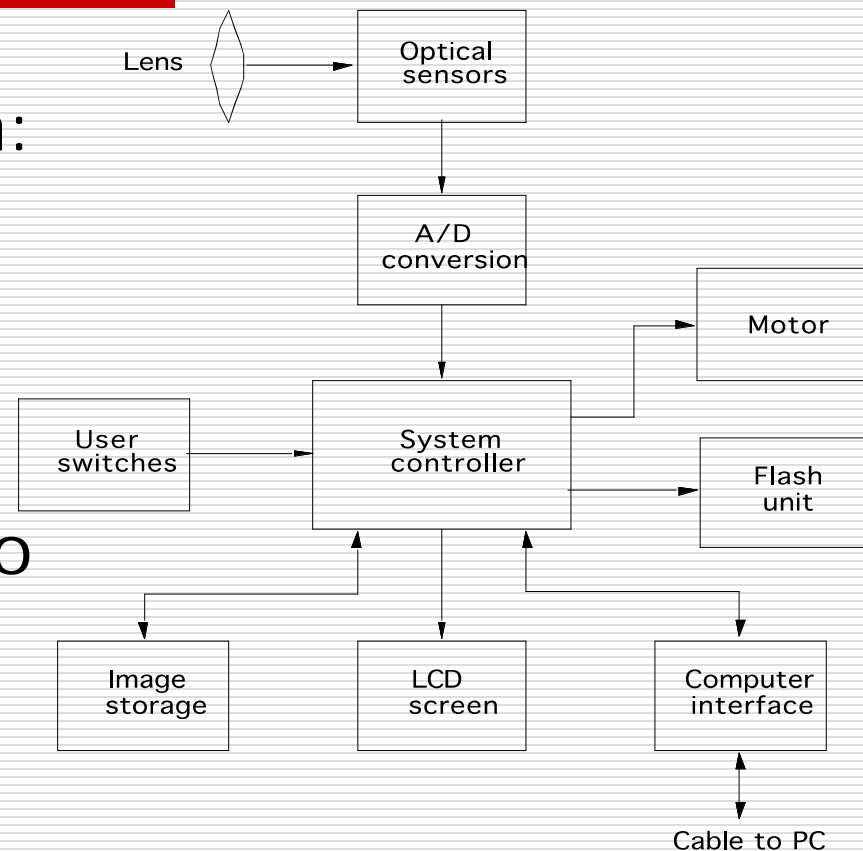 Lens
Optical
sensors
:
A/D
conversion
Motor
User
switches
System
controller
Flash
unit
o
Image
storage
LCD
screen
Computer
interface
Cable to PC